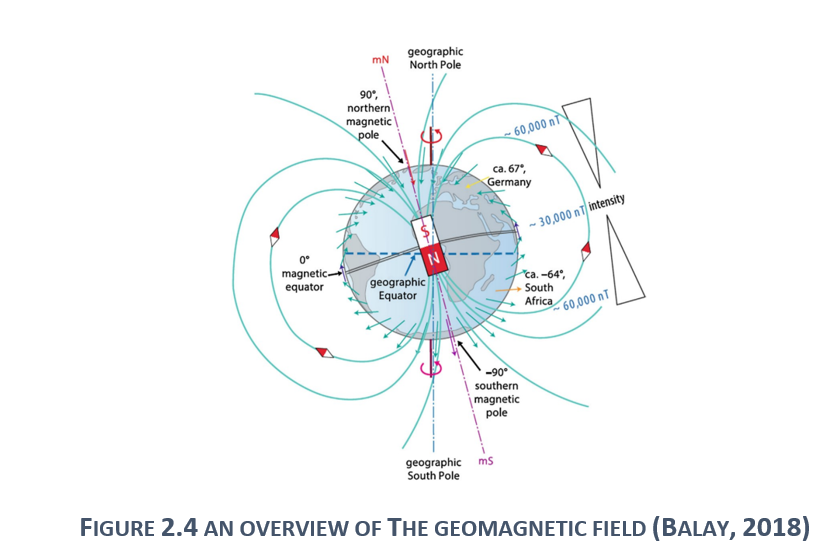 geographic
North Pole
mN
90°,
northern
magnetic
pole
~ 60,000 nT
ca. 67°,
Germany
intensity
~ 30,000 nT
S
N
0°
magnetic
equator
geographic
Equator
ca. –64°,
South
Africa
~ 60,000 nT
–90°
southern
magnetic
pole
geographic
South Pole
mS
FIGURE 2.4 AN OVERVIEW OF THE GEOMAGNETIC FIELD (BALAY, 2018)